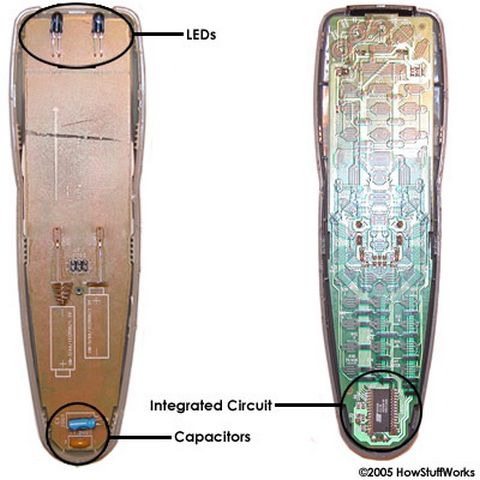 LEDs
Integrated Circuit
Capacitors
©2005 HowStuffWorks